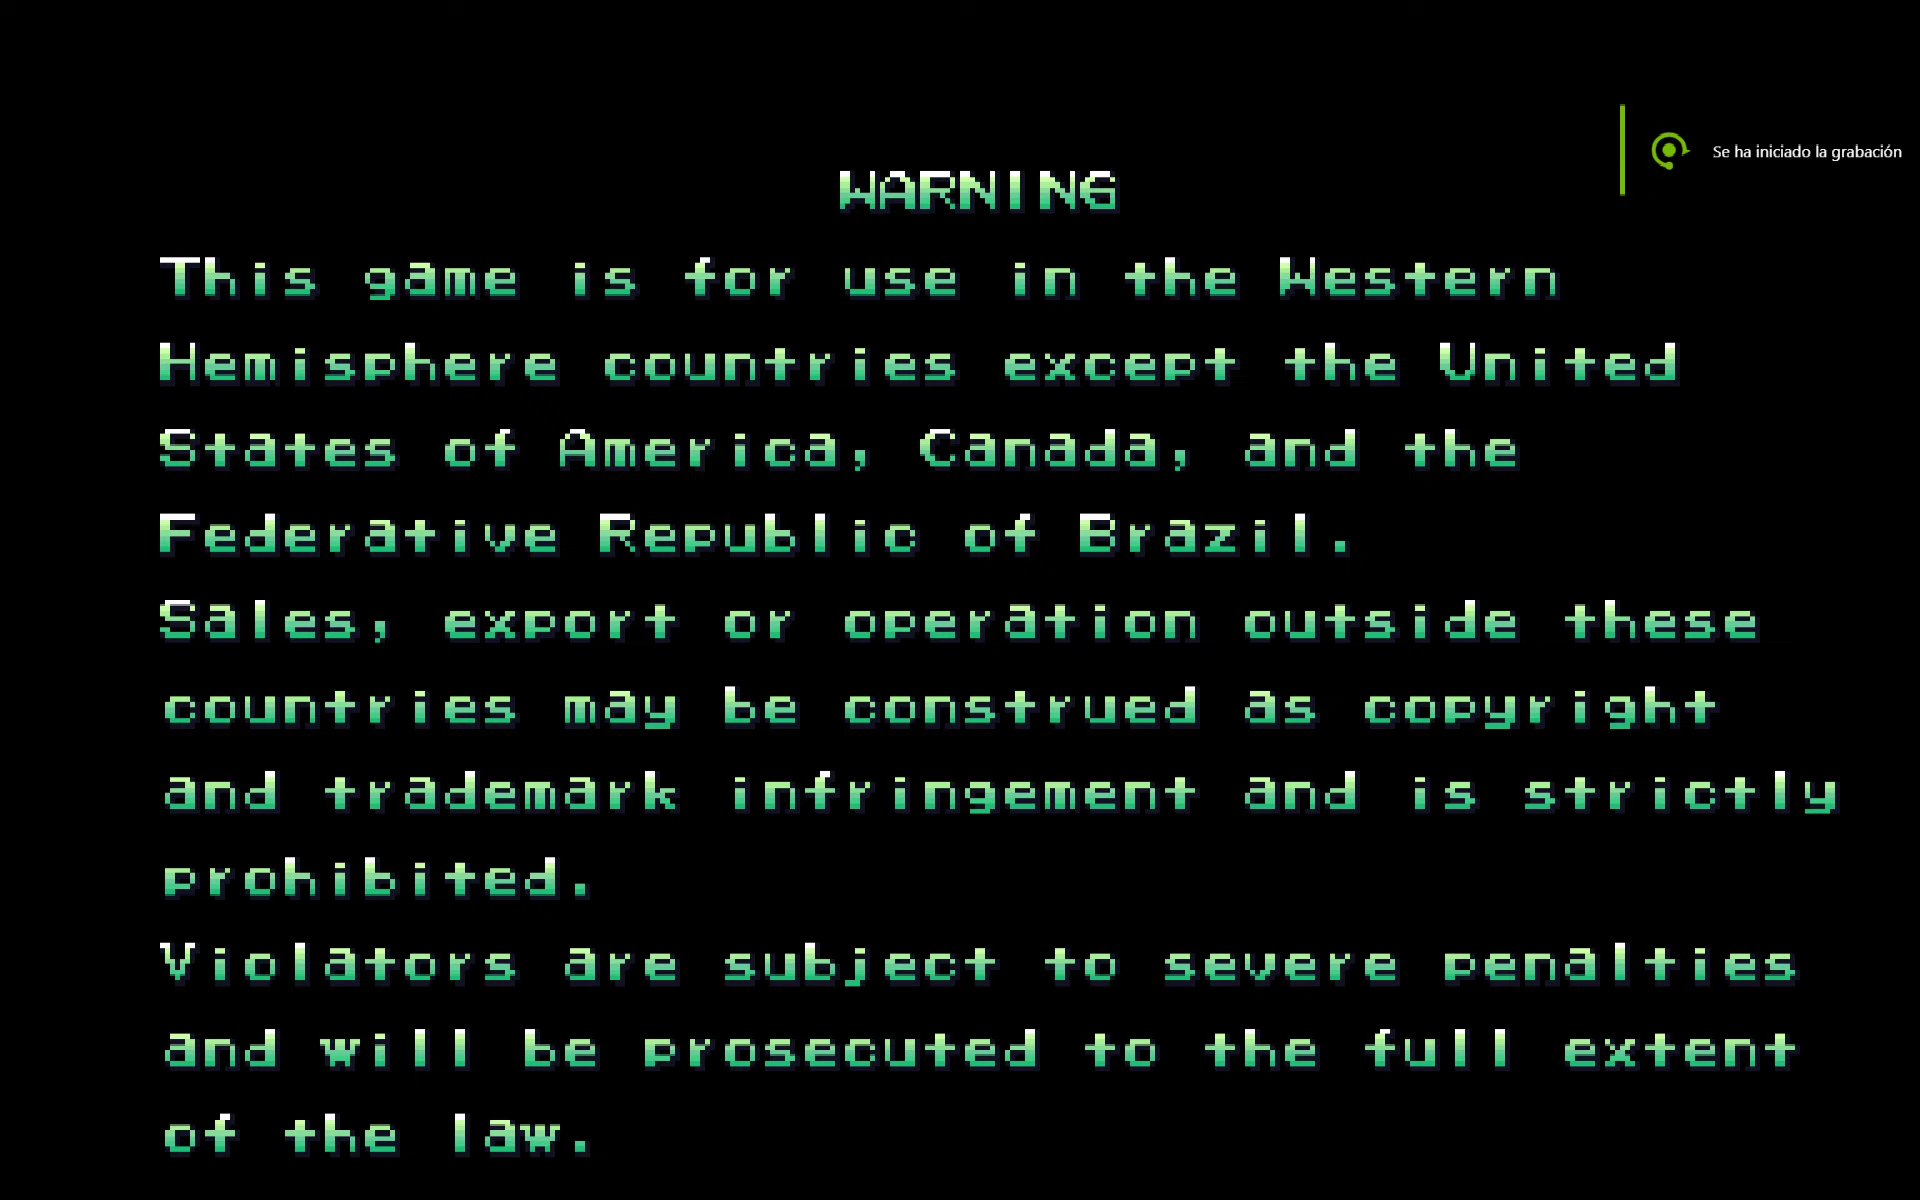 Se ha iniciado la grabación
WARNING
This game is for use in the Western
Hemisphere countries except the United
States of America, Canada, and the
Federative Republic of Brazil.
Sales, export or operation outside these
countries may be construed as copyright
and trademark infringement and is strictly
prohibited.
Violators are subject to severe penalties
and will be prosecuted to the full extent
of the law.